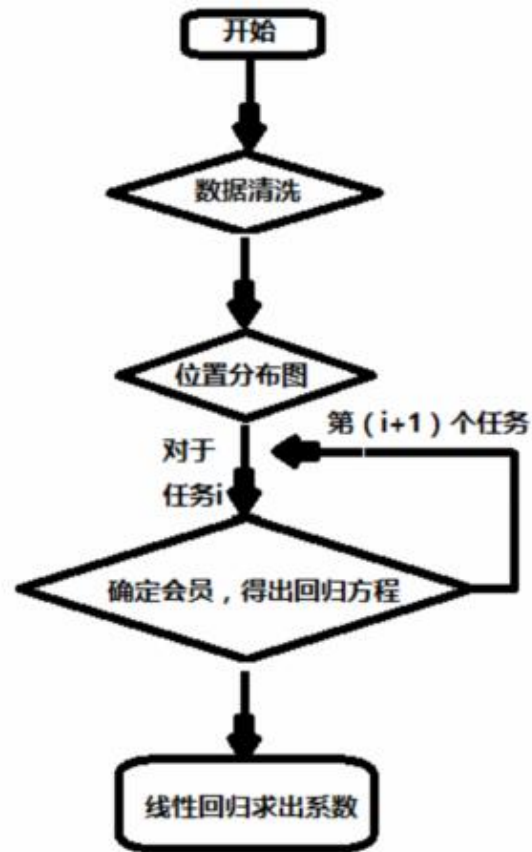 开始
数据清洗
位置分布图
第（i+1）个任务
对于
任务i
确定会员，得出回归方程
线性回归求出系数